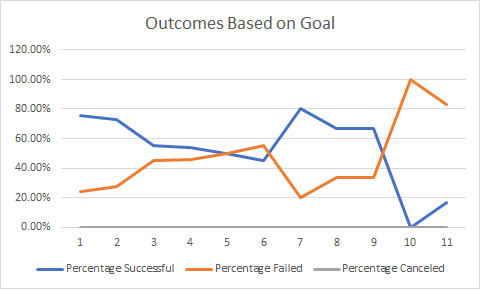 Outcomes Based on Goal
120.00%
100.00%
80.00%
60.00%
40.00%
20.00%
0.00%
1 2 3 4 5 6 7 8 9 10 11
Percentage Successful Percentage Failed Percentage Canceled